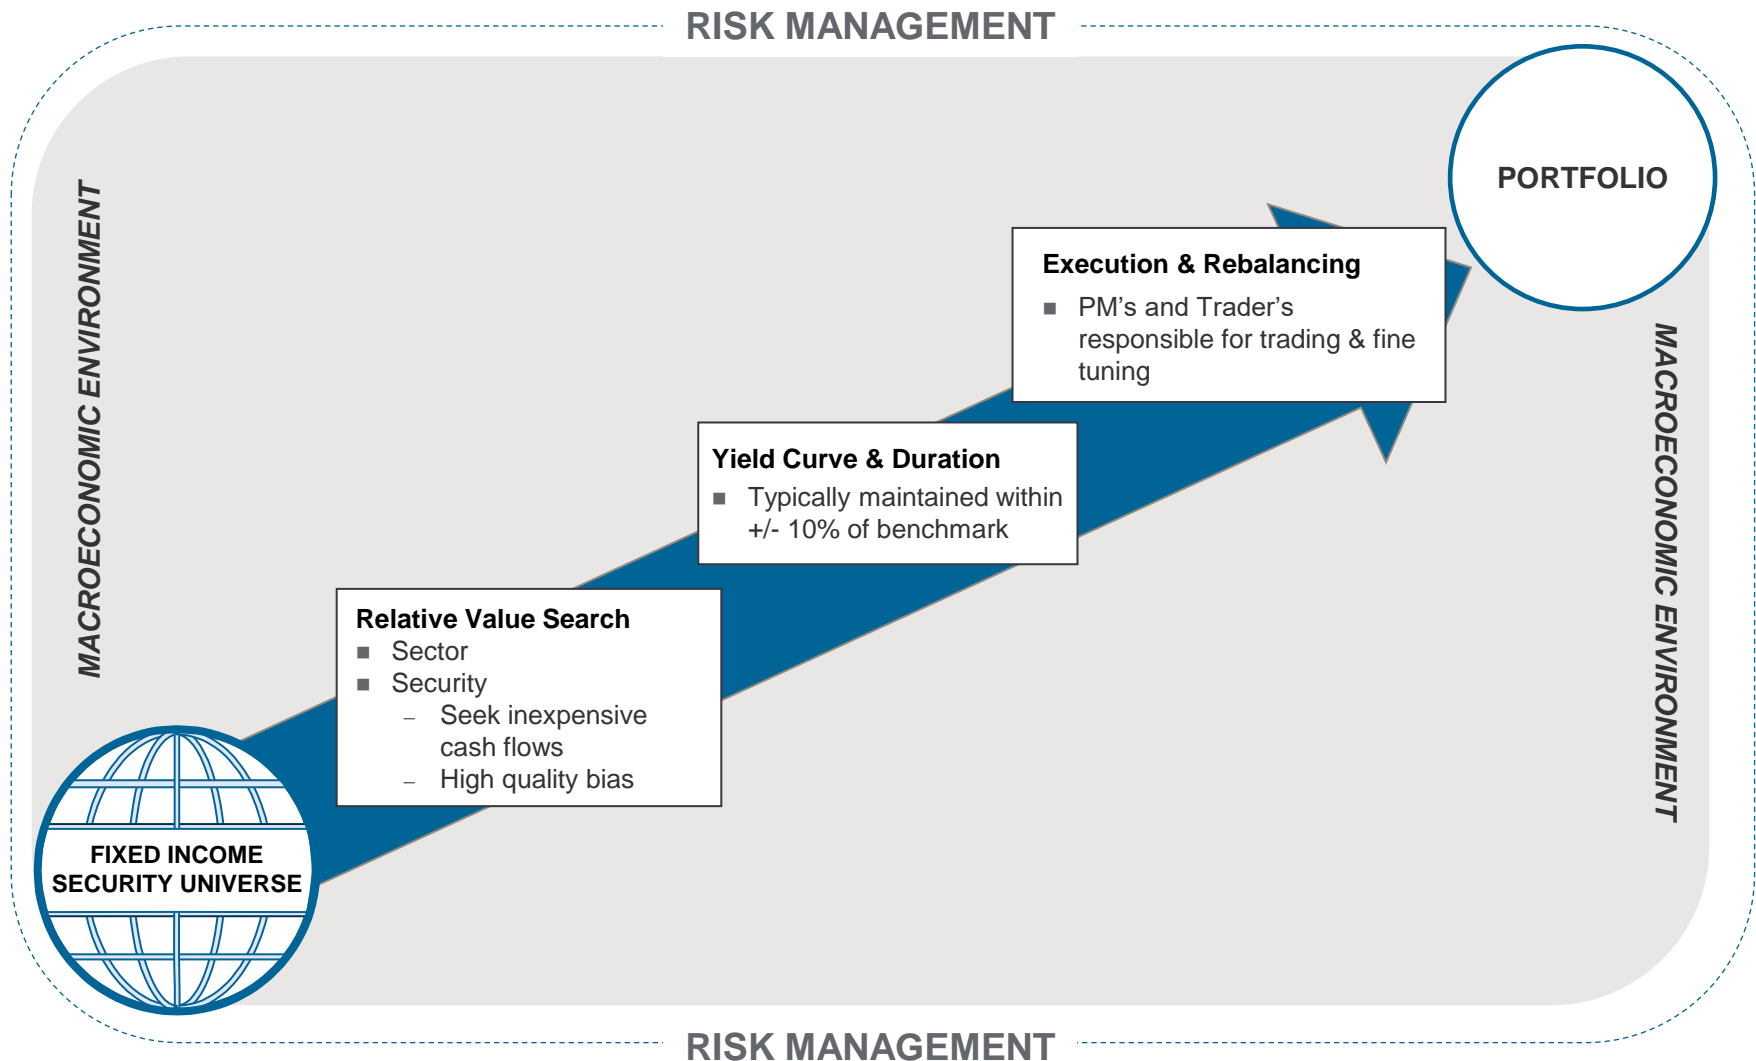 RISK MANAGEMENT
MACROECONOMIC ENVIRONMENT
PORTFOLIO
Execution & Rebalancing
■ PM’s and Trader’s
responsible for trading & fine
tuning
MACROECONOMIC ENVIRONMENT
Yield Curve & Duration
■ Typically maintained within
+/- 10% of benchmark
Relative Value Search
■ Sector
■ Security
– Seek inexpensive
cash flows
– High quality bias
FIXED INCOME
SECURITY UNIVERSE
RISK MANAGEMENT